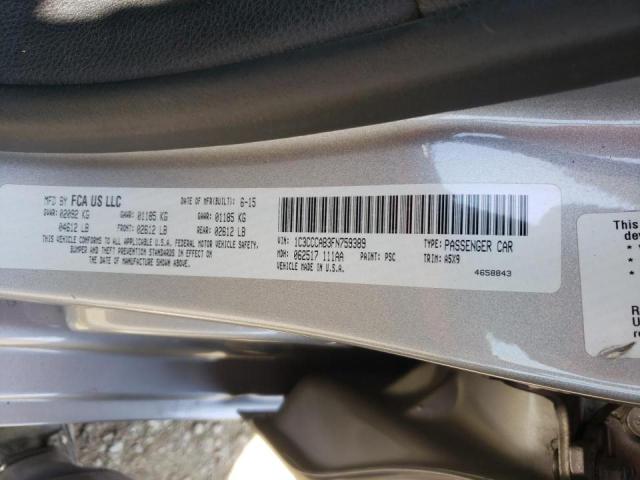 MFD BY FCA US LLC
DATE OF MFR(BUILT): 6-15
GVWR: 02092 KG
GAWR: 01185 KG
GAWR: 01185 KG
04612 LB
FRONT: 02612 LB
REAR: 02612 LB
THIS VEHICLE CONFORMS TO ALL APPLICABLE U.S.A. FEDERAL MOTOR VEHICLE SAFETY,
BUMPER AND THEFT PREVENTION STANDARDS IN EFFECT ON
THE DATE OF MANUFACTURE SHOWN ABOVE.
VIN: 1C3CCCAB3FN759389
TYPE: PASSENGER CAR
MDH: 062517 111AA
PAINT: PSC
TRIM: A5X9
VEHICLE MADE IN U.S.A.
4658843
This